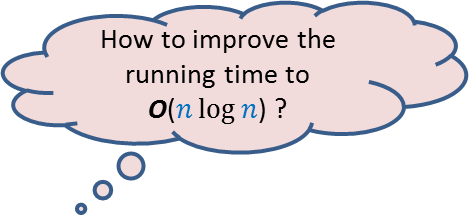 How to improve the
running time to
O(n log n) ?